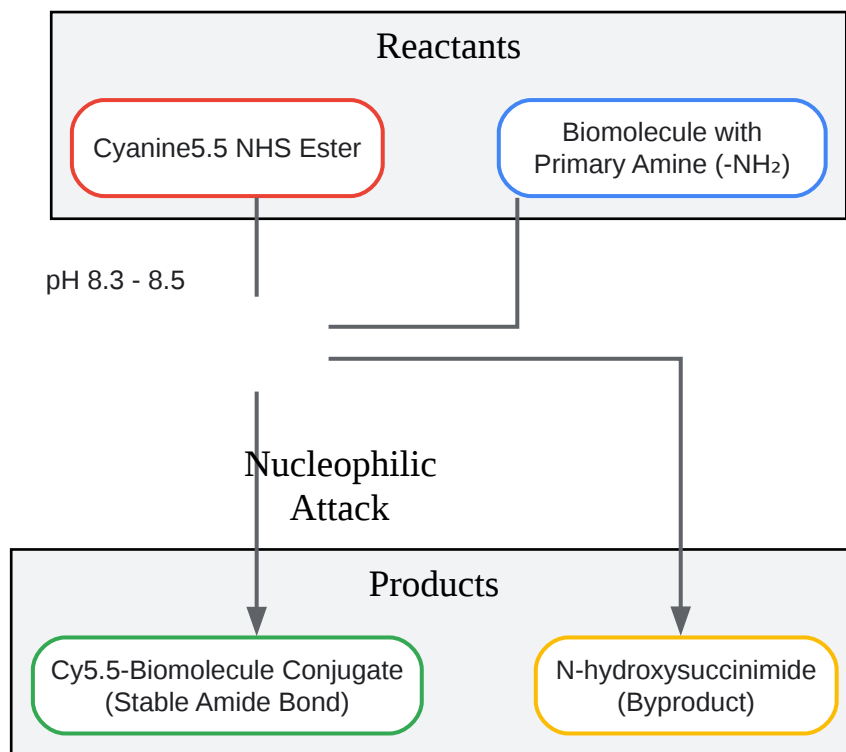 Reactants
Cyanine5.5 NHS Ester
Biomolecule with
Primary Amine (-NH₂)
pH 8.3 - 8.5
Nucleophilic
Attack
Products
Cy5.5-Biomolecule Conjugate
(Stable Amide Bond)
N-hydroxysuccinimide
(Byproduct)